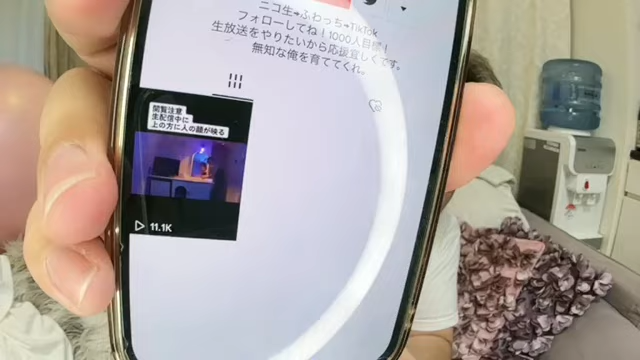 ニコ生→ふわっち→TikTok
フォローしてね！1000人目標！
生放送をやりたいから応援宜しくです。
無知な俺を育ててくれ。
閲覧注意
生配信中に
上の方に人の顔が映る
11.1K